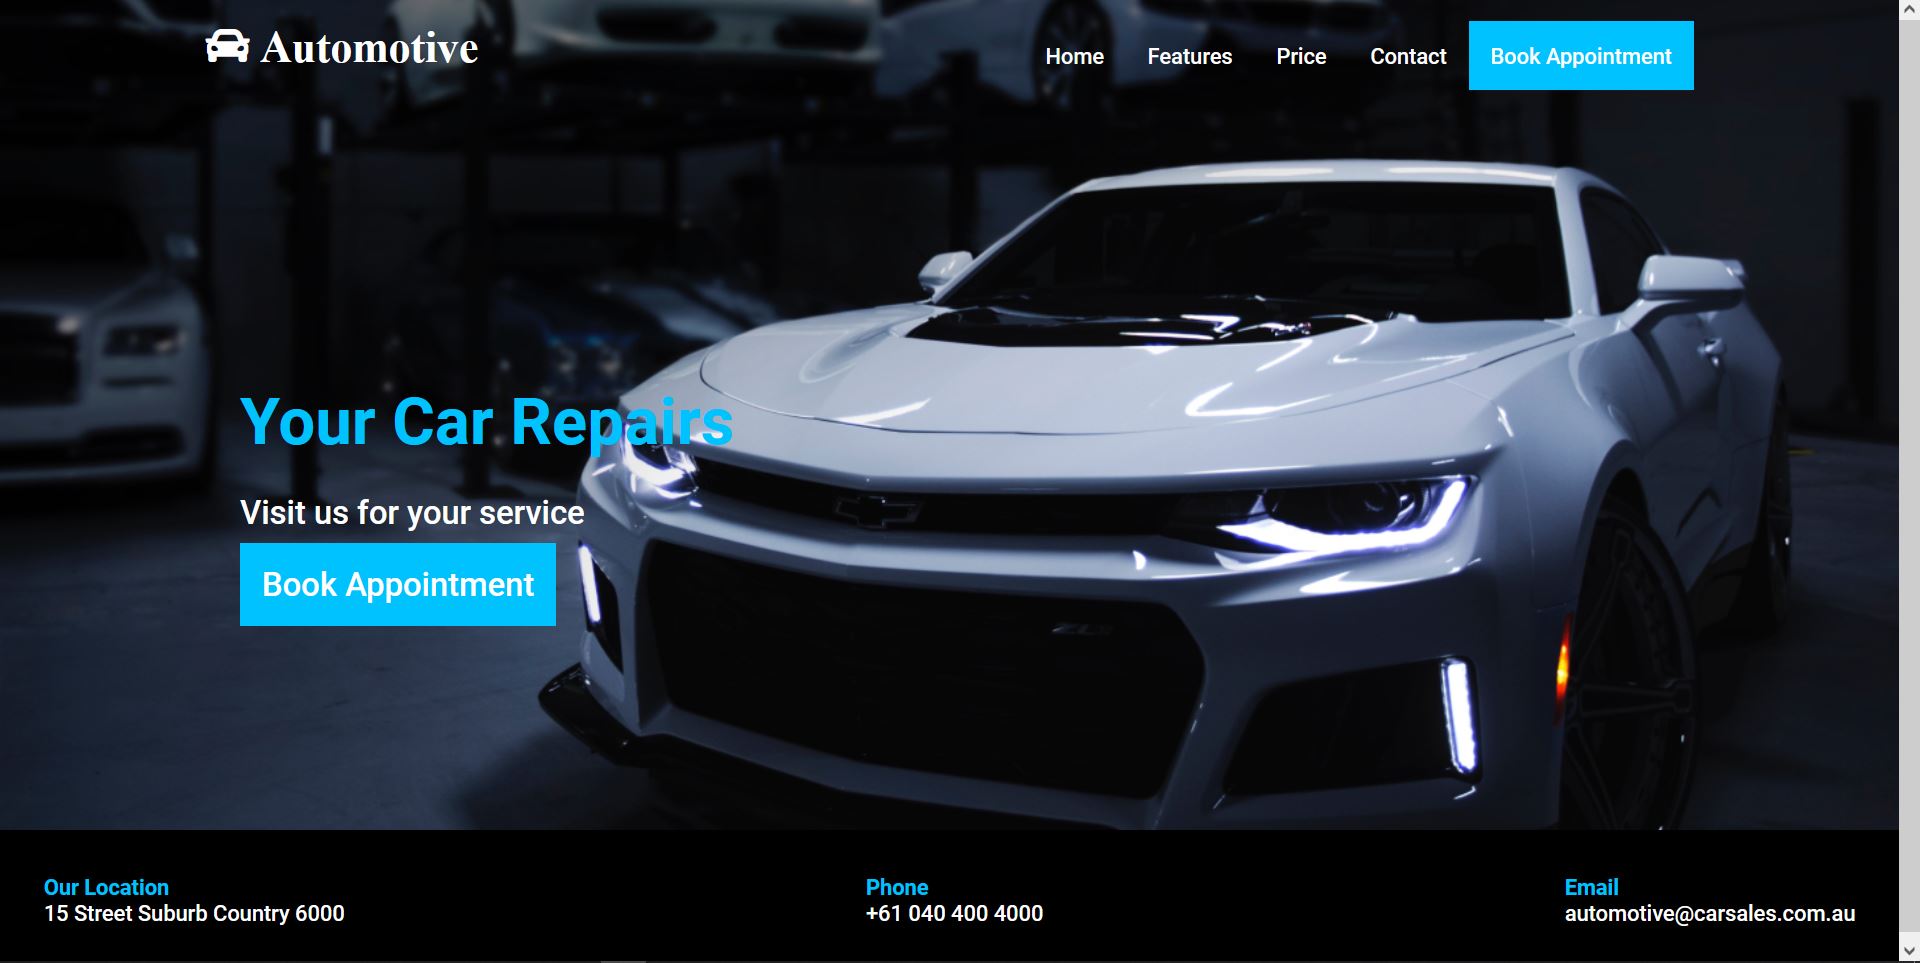 Automotive
Home
Features
Price
Contact
Book Appointment
Your Car Repairs
Visit us for your service
Book Appointment
Our Location
15 Street Suburb Country 6000
Phone
+61 040 400 4000
Email
automotive@carsales.com.au
ZL1